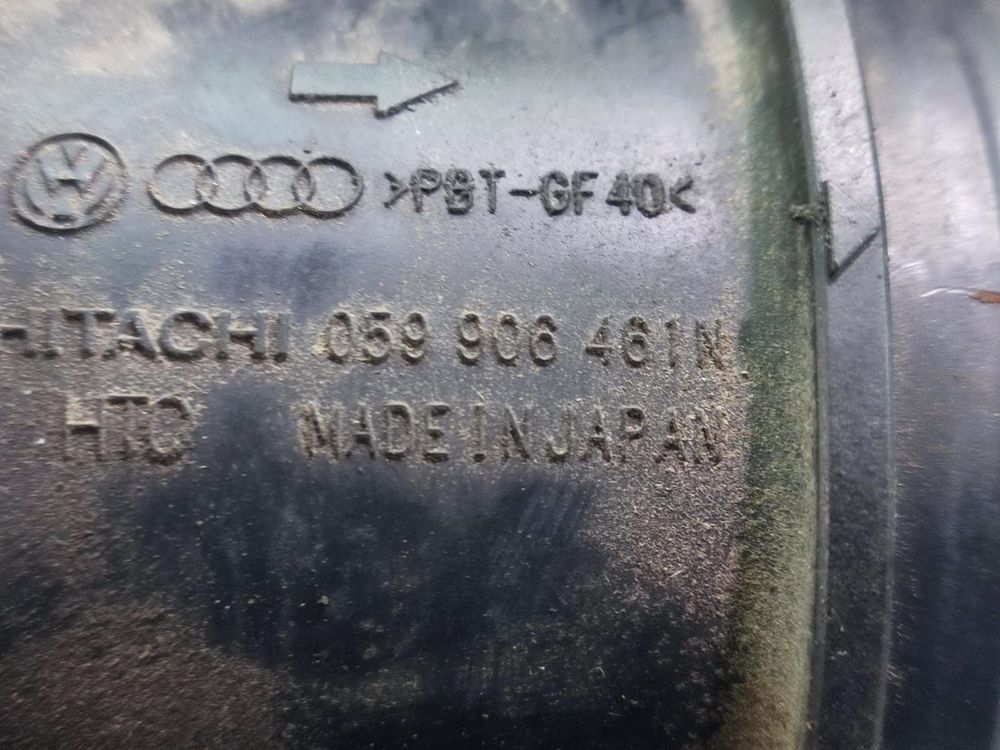 >PBT-GF40<
HITACHI 059 906 461N
HTC MADE IN JAPAN